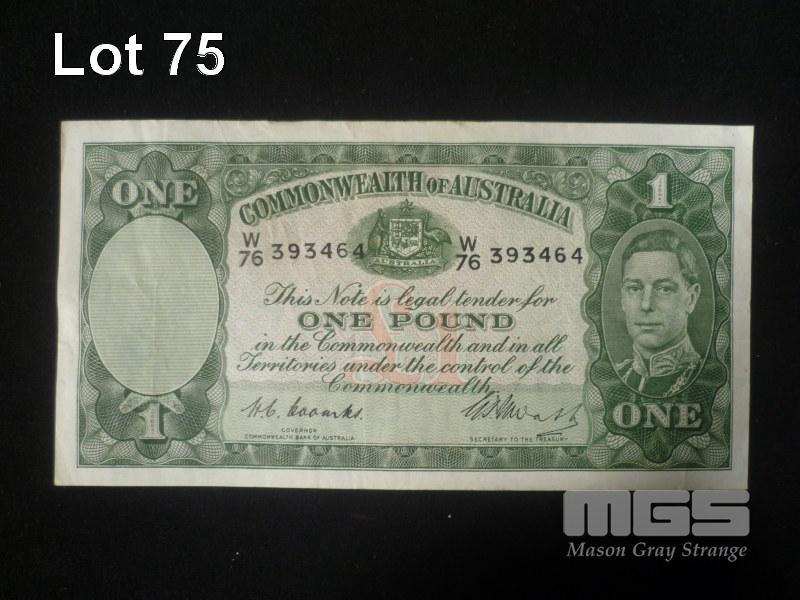 Lot 75
ONE
COMMONWEALTH OF AUSTRALIA
1
W/76 393464
AUSTRALIA
W/76 393464
£1
This Note is legal tender for
ONE POUND
in the Commonwealth and in all
Territories under the control of the
Commonwealth
H.C. Coombs.
GOVERNOR
COMMONWEALTH BANK OF AUSTRALIA
SECRETARY TO THE TREASURY
1
ONE
MGS
Mason Gray Strange